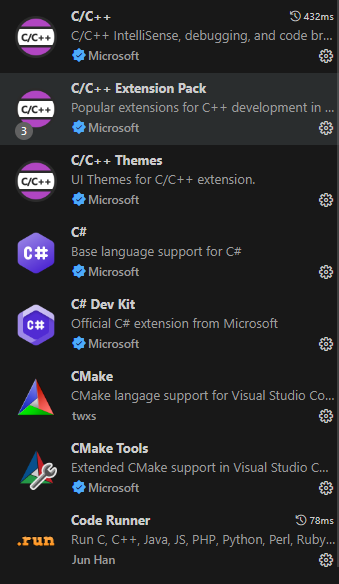 C/C++ 432ms
C/C++ C/C++ IntelliSense, debugging, and code br...
Microsoft
C/C++ Extension Pack
C/C++ Popular extensions for C++ development in ...
3 Microsoft
C/C++ Themes
C/C++ UI Themes for C/C++ extension.
Microsoft
C#
C# Base language support for C#
Microsoft
C# Dev Kit
C# Official C# extension from Microsoft
Microsoft
CMake
CMake langage support for Visual Studio Co...
twxs
CMake Tools
Extended CMake support in Visual Studio C...
Microsoft
Code Runner 78ms
.run Run C, C++, Java, JS, PHP, Python, Perl, Ruby...
Jun Han